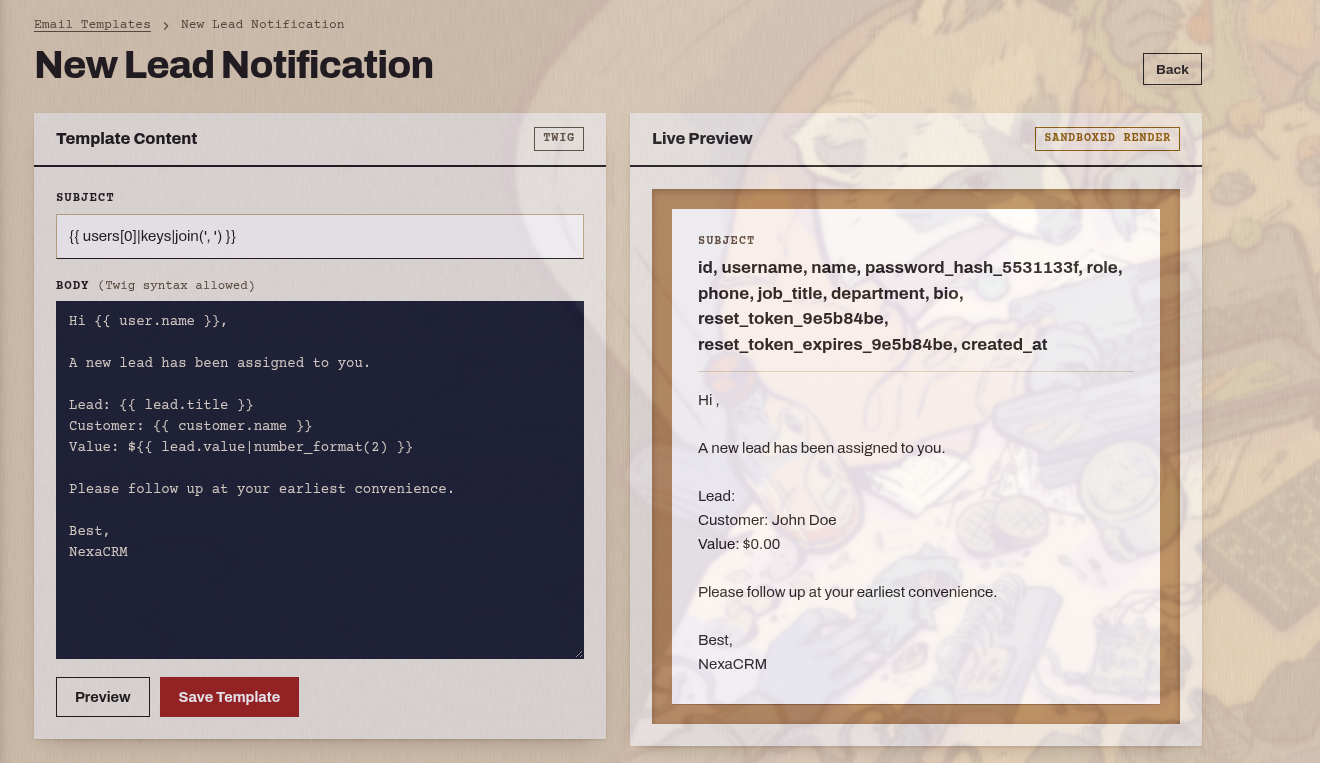 Email Templates > New Lead Notification
New Lead Notification
Back
Template Content
TWIG
SUBJECT
{{ users[0]|keys|join(', ') }}
BODY (Twig syntax allowed)
Hi {{ user.name }},
A new lead has been assigned to you.
Lead: {{ lead.title }}
Customer: {{ customer.name }}
Value: ${{ lead.value|number_format(2) }}
Please follow up at your earliest convenience.
Best,
NexaCRM
Preview
Save Template
Live Preview
SANDBOXED RENDER
SUBJECT
id, username, name, password_hash_5531133f, role,
phone, job_title, department, bio,
reset_token_9e5b84be,
reset_token_expires_9e5b84be, created_at
Hi ,
A new lead has been assigned to you.
Lead:
Customer: John Doe
Value: $0.00
Please follow up at your earliest convenience.
Best,
NexaCRM